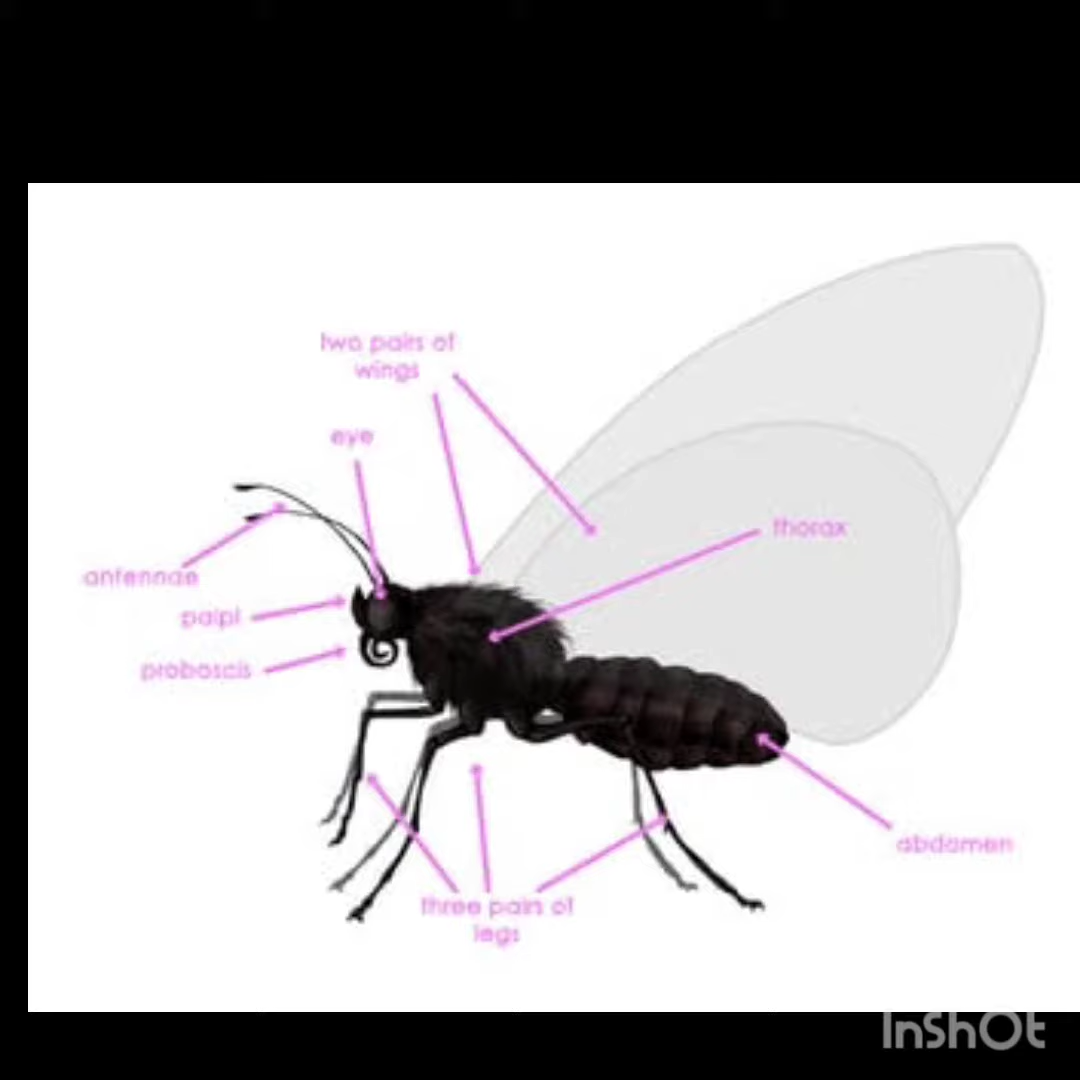 two pairs of
wings
eye
thorax
antennae
palpi
proboscis
abdomen
three pairs of
legs
InShOt